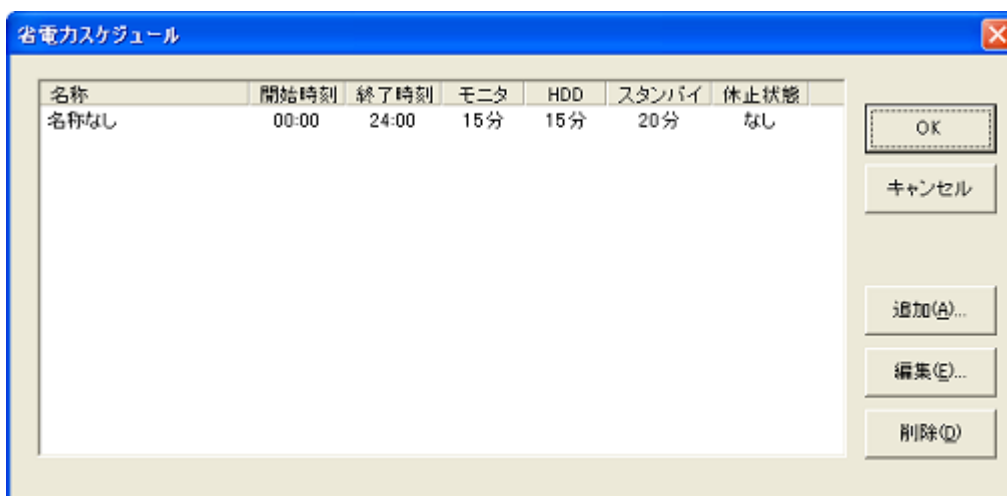 省電力スケジュール
名称 開始時刻 終了時刻 モニタ HDD スタンバイ 休止状態
名称なし 00:00 24:00 15分 15分 20分 なし
OK
キャンセル
追加(A)...
編集(E)...
削除(D)